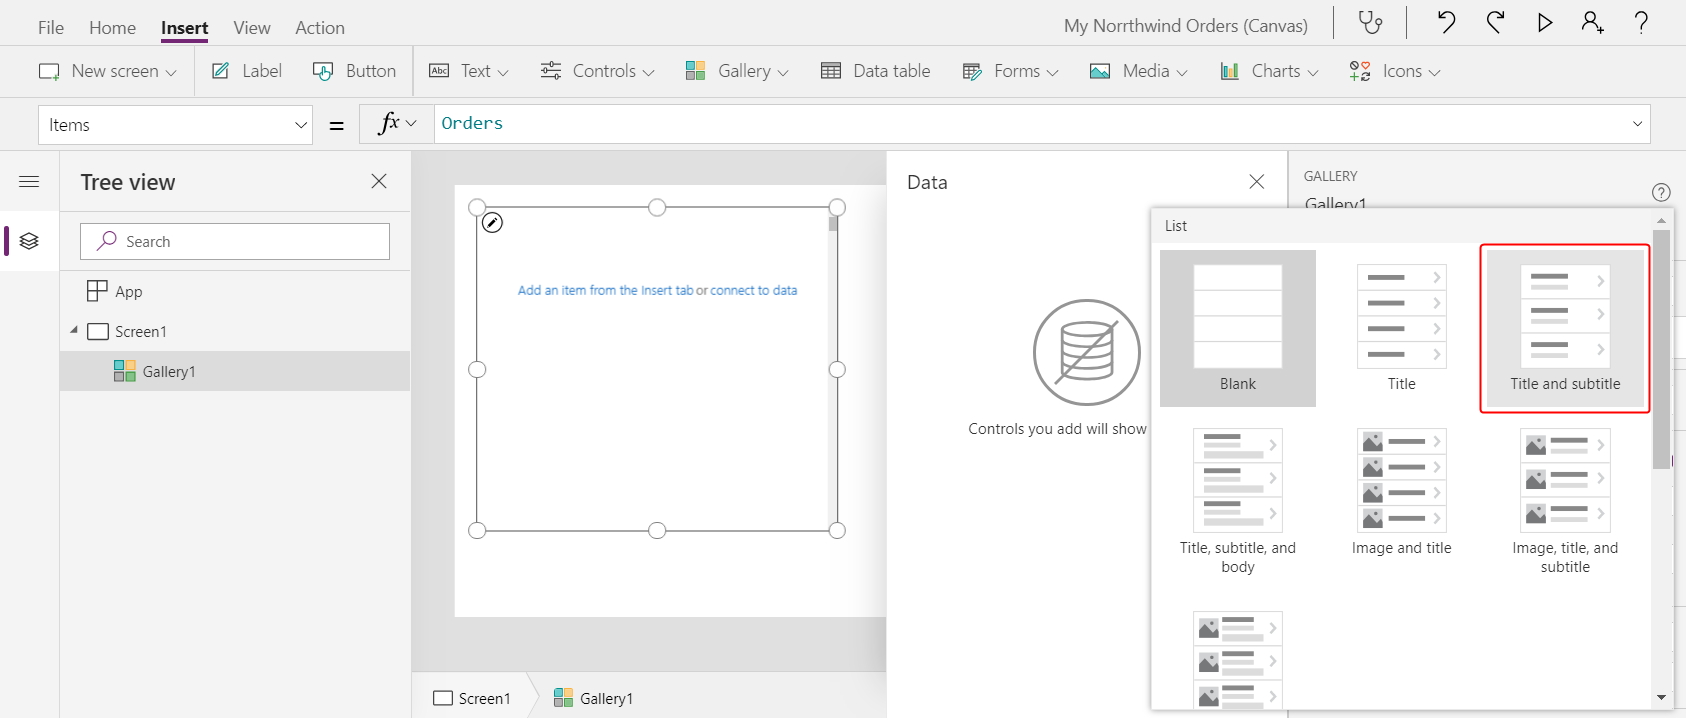 File Home Insert View Action My Norrthwind Orders (Canvas) ?
New screen Label Button Abc Text Controls Gallery Data table Forms Media Charts Icons
Items = fx Orders
Tree view Data GALLERY
Gallery1 ?
Search List
App Add an item from the Insert tab or connect to data
Screen1
Gallery1 Blank Title Title and subtitle
Controls you add will show
Title, subtitle, and body
Image and title
Image, title, and subtitle
Screen1 Gallery1